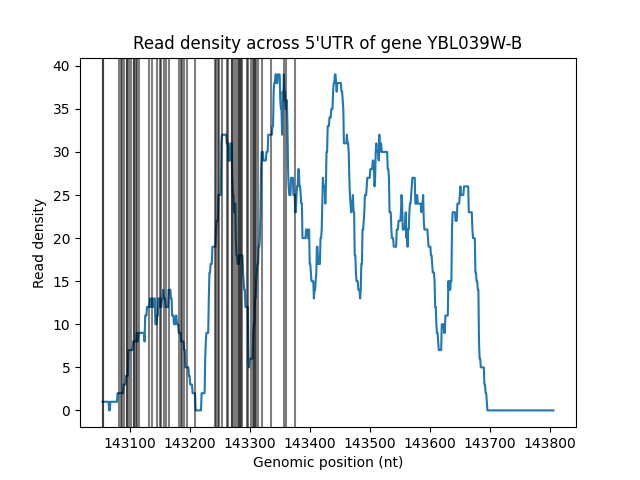 Read density across 5'UTR of gene YBL039W-B
40
35
30
25
20
15
10
5
0
Read density
143100 143200 143300 143400 143500 143600 143700 143800
Genomic position (nt)